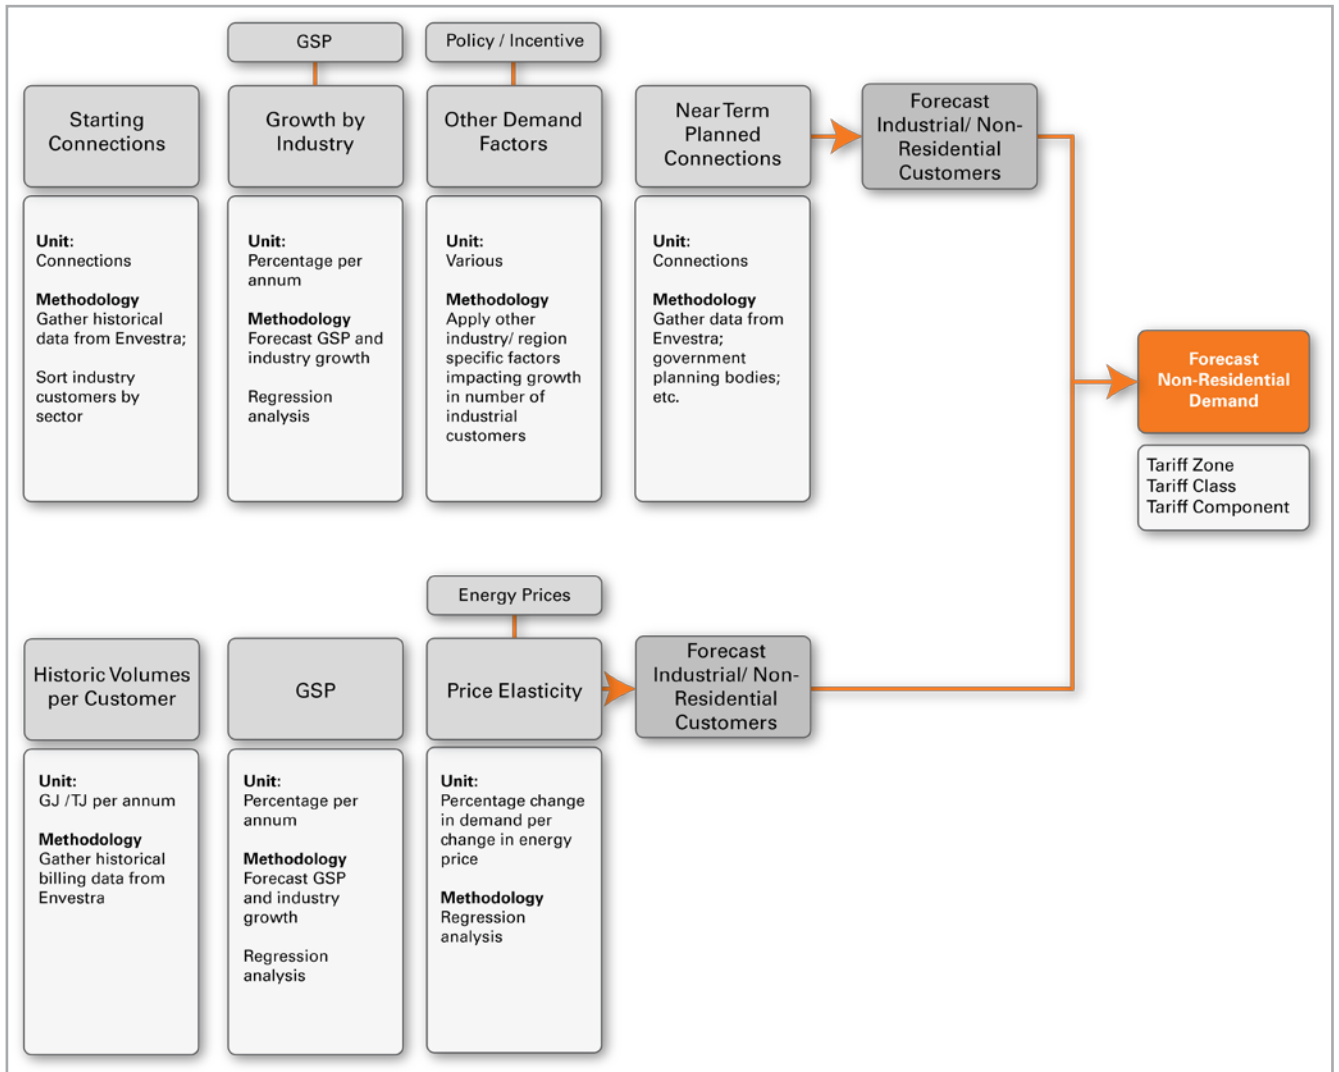 GSP
Policy / Incentive
Starting
Connections
Growth by
Industry
Other Demand
Factors
Near Term
Planned
Connections
Forecast
Industrial/ Non-
Residential
Customers
Unit:
Connections
Methodology
Gather historical
data from Envestra;
Sort industry
customers by
sector
Unit:
Percentage per
annum
Methodology
Forecast GSP and
industry growth
Regression
analysis
Unit:
Various
Methodology
Apply other
industry/ region
specific factors
impacting growth
in number of
industrial
customers
Unit:
Connections
Methodology
Gather data from
Envestra;
government
planning bodies;
etc.
Forecast
Non-Residential
Demand
Tariff Zone
Tariff Class
Tariff Component
Energy Prices
Historic Volumes
per Customer
GSP
Price Elasticity
Forecast
Industrial/ Non-
Residential
Customers
Unit:
GJ /TJ per annum
Methodology
Gather historical
billing data from
Envestra
Unit:
Percentage per
annum
Methodology
Forecast GSP
and industry
growth
Regression
analysis
Unit:
Percentage change
in demand per
change in energy
price
Methodology
Regression
analysis